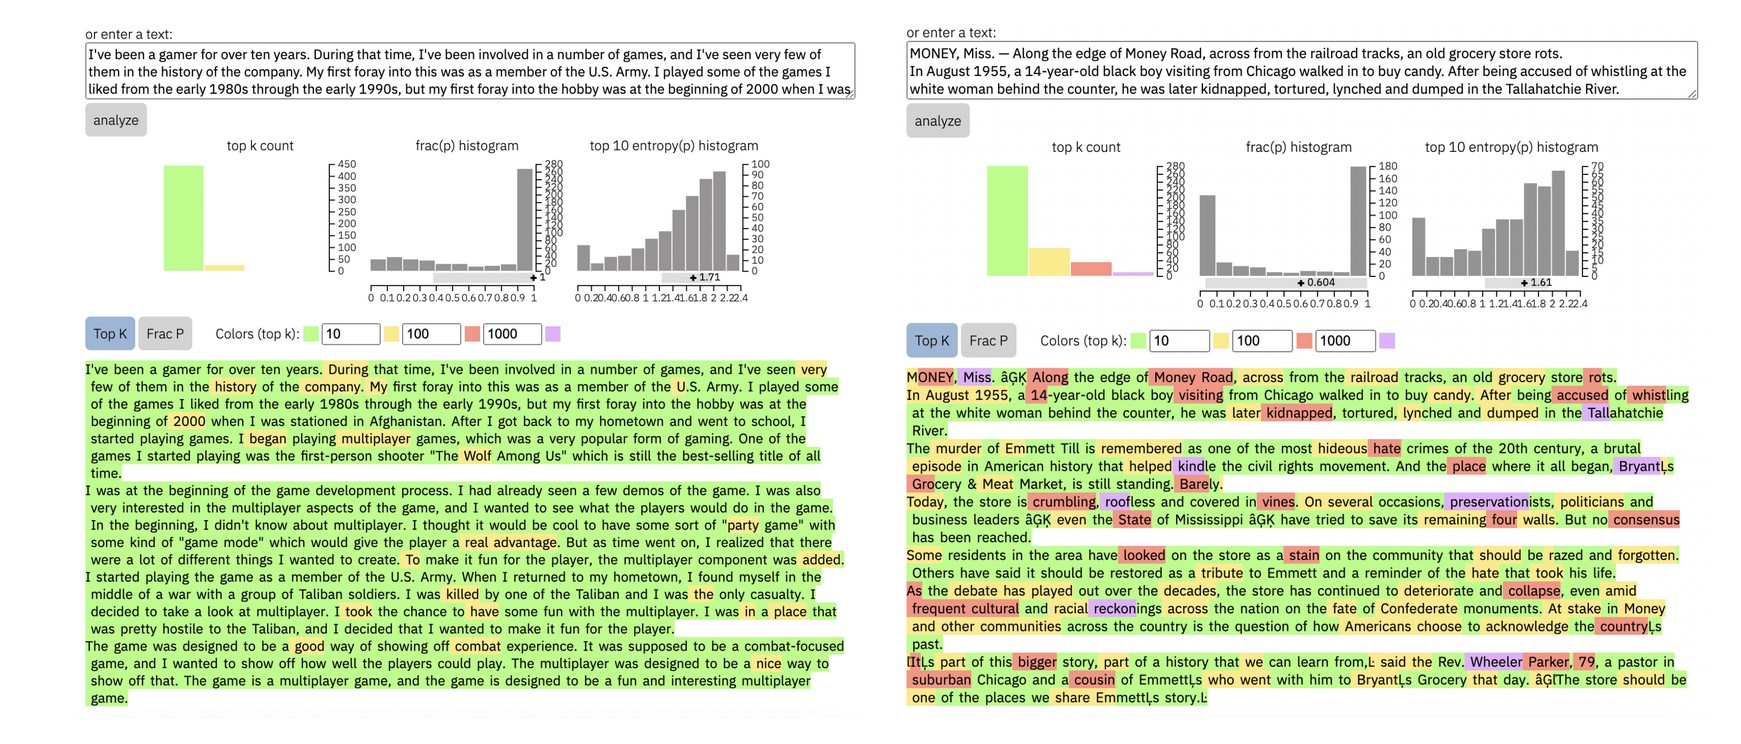 or enter a text:
I've been a gamer for over ten years. During that time, I've been involved in a number of games, and I've seen very few of
them in the history of the company. My first foray into this was as a member of the U.S. Army. I played some of the games I
liked from the early 1980s through the early 1990s, but my first foray into the hobby was at the beginning of 2000 when I was
analyze
top k count
frac(p) histogram
top 10 entropy(p) histogram
450
400
350
300
250
200
150
100
50
0
280
260
240
220
200
180
160
140
120
100
80
60
40
20
0
100
90
80
70
60
50
40
30
20
10
0
+ 1
+ 1.71
0 0.1 0.2 0.3 0.4 0.5 0.6 0.7 0.8 0.9 1
0 0.2 0.4 0.6 0.8 1 1.2 1.4 1.6 1.8 2 2.2 2.4
Top K Frac P Colors (top k): 10 100 1000
I've been a gamer for over ten years. During that time, I've been involved in a number of games, and I've seen very
few of them in the history of the company. My first foray into this was as a member of the U.S. Army. I played some
of the games I liked from the early 1980s through the early 1990s, but my first foray into the hobby was at the
beginning of 2000 when I was stationed in Afghanistan. After I got back to my hometown and went to school, I
started playing games. I began playing multiplayer games, which was a very popular form of gaming. One of the
games I started playing was the first-person shooter "The Wolf Among Us" which is still the best-selling title of all
time.
I was at the beginning of the game development process. I had already seen a few demos of the game. I was also
very interested in the multiplayer aspects of the game, and I wanted to see what the players would do in the game.
In the beginning, I didn't know about multiplayer. I thought it would be cool to have some sort of "party game" with
some kind of "game mode" which would give the player a real advantage. But as time went on, I realized that there
were a lot of different things I wanted to create. To make it fun for the player, the multiplayer component was added.
I started playing the game as a member of the U.S. Army. When I returned to my hometown, I found myself in the
middle of a war with a group of Taliban soldiers. I was killed by one of the Taliban and I was the only casualty. I
decided to take a look at multiplayer. I took the chance to have some fun with the multiplayer. I was in a place that
was pretty hostile to the Taliban, and I decided that I wanted to make it fun for the player.
The game was designed to be a good way of showing off combat experience. It was supposed to be a combat-focused
game, and I wanted to show off how well the players could play. The multiplayer was designed to be a nice way to
show off that. The game is a multiplayer game, and the game is designed to be a fun and interesting multiplayer
game.
or enter a text:
MONEY, Miss. — Along the edge of Money Road, across from the railroad tracks, an old grocery store rots.
In August 1955, a 14-year-old black boy visiting from Chicago walked in to buy candy. After being accused of whistling at the
white woman behind the counter, he was later kidnapped, tortured, lynched and dumped in the Tallahatchie River.
analyze
top k count
frac(p) histogram
top 10 entropy(p) histogram
280
260
240
220
200
180
160
140
120
100
80
60
40
20
0
180
160
140
120
100
80
60
40
20
0
70
65
60
55
50
45
40
35
30
25
20
15
10
5
0
+ 0.604
+ 1.61
0 0.1 0.2 0.3 0.4 0.5 0.6 0.7 0.8 0.9 1
0 0.2 0.4 0.6 0.8 1 1.2 1.4 1.6 1.8 2 2.2 2.4
Top K Frac P Colors (top k): 10 100 1000
MONEY, Miss. âĢĶ Along the edge of Money Road, across from the railroad tracks, an old grocery store rots.
In August 1955, a 14-year-old black boy visiting from Chicago walked in to buy candy. After being accused of whistling
at the white woman behind the counter, he was later kidnapped, tortured, lynched and dumped in the Tallahatchie
River.
The murder of Emmett Till is remembered as one of the most hideous hate crimes of the 20th century, a brutal
episode in American history that helped kindle the civil rights movement. And the place where it all began, BryantĻs
Grocery & Meat Market, is still standing. Barely.
Today, the store is crumbling, roofless and covered in vines. On several occasions, preservationists, politicians and
business leaders âĢĶ even the State of Mississippi âĢĶ have tried to save its remaining four walls. But no consensus
has been reached.
Some residents in the area have looked on the store as a stain on the community that should be razed and forgotten.
Others have said it should be restored as a tribute to Emmett and a reminder of the hate that took his life.
As the debate has played out over the decades, the store has continued to deteriorate and collapse, even amid
frequent cultural and racial reckonings across the nation on the fate of Confederate monuments. At stake in Money
and other communities across the country is the question of how Americans choose to acknowledge the countryĻs
past.
ItĻs part of this bigger story, part of a history that we can learn from,Ŀ said the Rev. Wheeler Parker, 79, a pastor in
suburban Chicago and a cousin of EmmettĻs who went with him to BryantĻs Grocery that day. âĢľThe store should be
one of the places we share EmmettĻs story.Ŀ